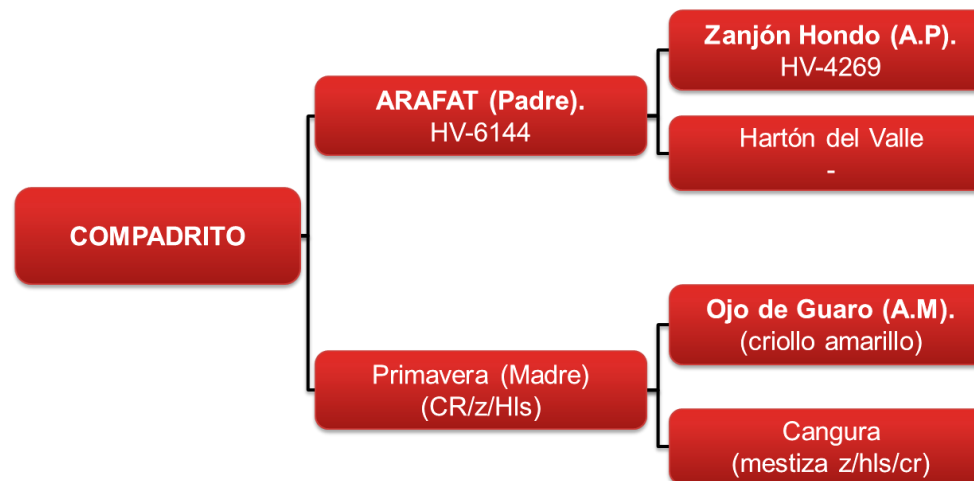 Zanjón Hondo (A.P).
HV-4269
ARAFAT (Padre).
HV-6144
Hartón del Valle
-
COMPADRITO
Ojo de Guaro (A.M).
(criollo amarillo)
Primavera (Madre)
(CR/z/Hls)
Cangura
(mestiza z/hls/cr)